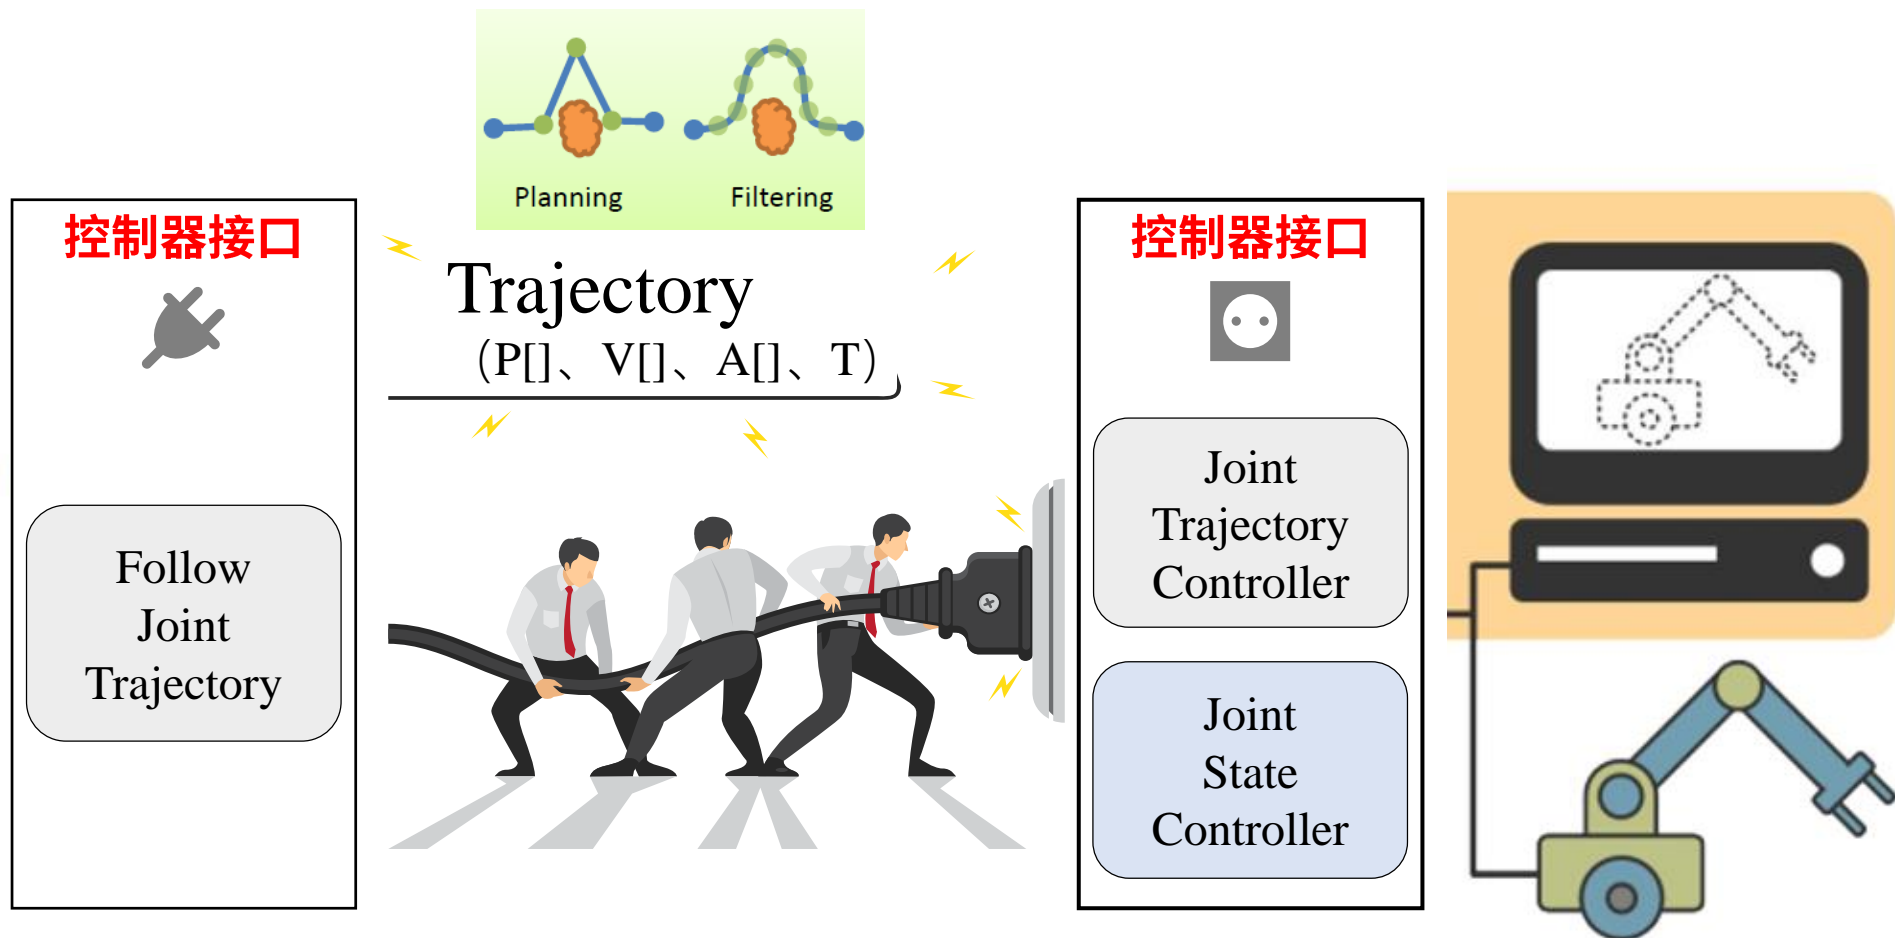 Planning
Filtering
控制器接口
Follow
Joint
Trajectory
Trajectory
（P[]、V[]、A[]、T）
控制器接口
Joint
Trajectory
Controller
Joint
State
Controller